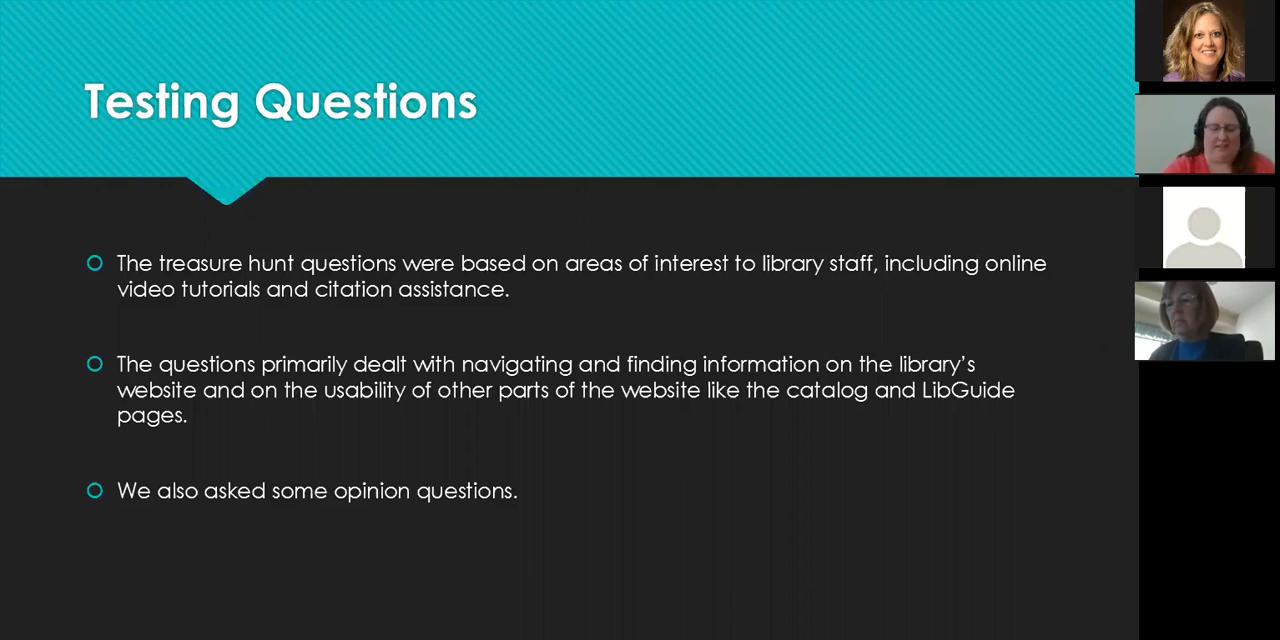 Testing Questions
The treasure hunt questions were based on areas of interest to library staff, including online
video tutorials and citation assistance.
The questions primarily dealt with navigating and finding information on the library's
website and on the usability of other parts of the website like the catalog and LibGuide
pages.
We also asked some opinion questions.